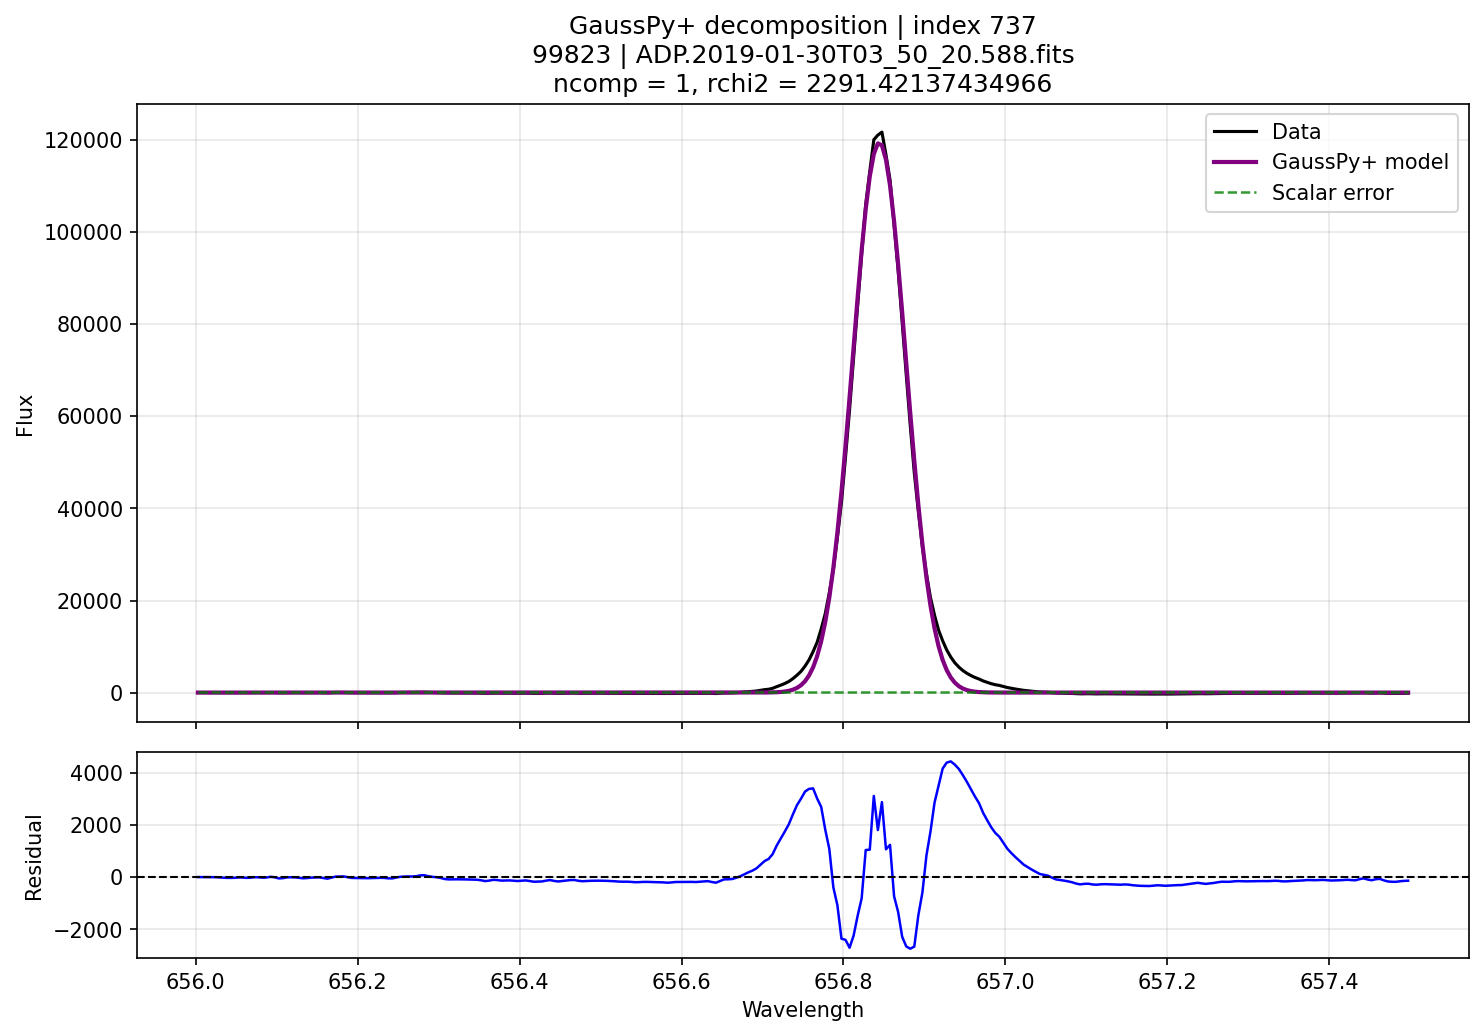 GaussPy+ decomposition | index 737
99823 | ADP.2019-01-30T03_50_20.588.fits
ncomp = 1, rchi2 = 2291.42137434966
Data
GaussPy+ model
Scalar error
120000
100000
80000
60000
40000
20000
0
Flux
4000
2000
0
−2000
Residual
656.0
656.2
656.4
656.6
656.8
657.0
657.2
657.4
Wavelength